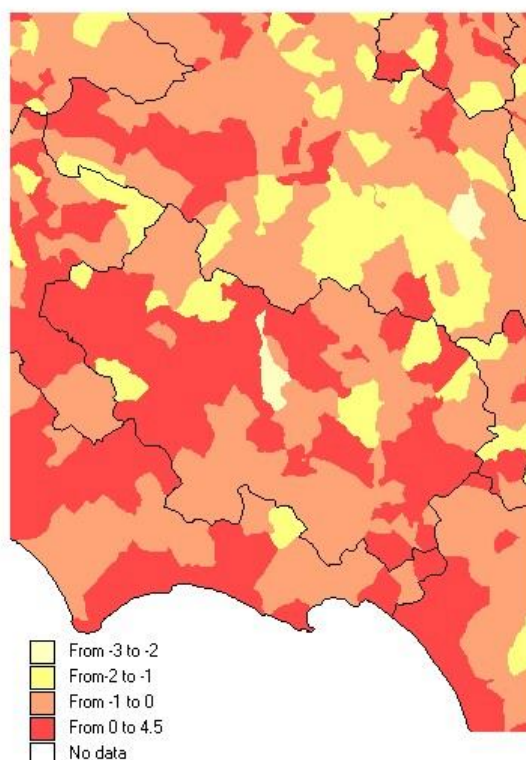 From -3 to -2
From-2 to -1
From -1 to 0
From 0 to 4.5
No data